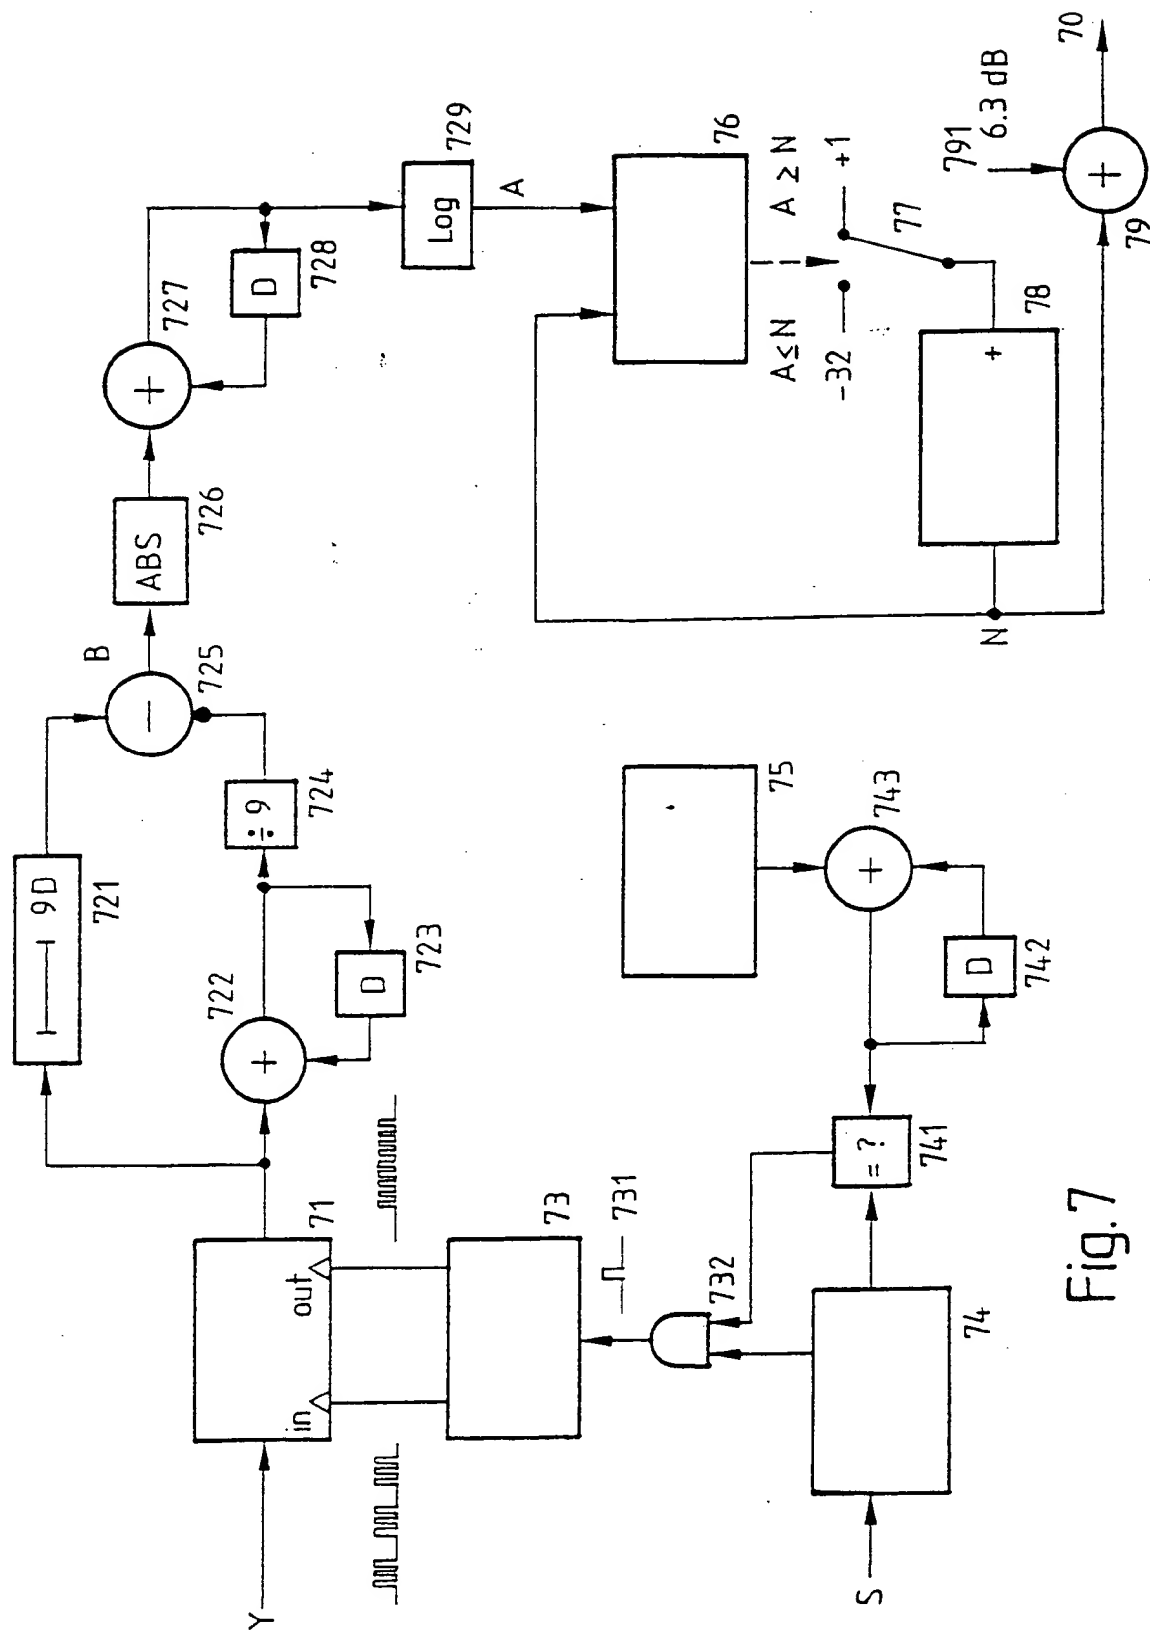 Y
in
out
71
9D
721
+
722
D
723
÷ 9
724
B
−
725
ABS
726
+
727
D
728
Log
729
A
76
A≤N
A ≥ N
-32
+1
77
+
78
N
791
6.3 dB
+
79
70
73
731
732
S
74
= ?
741
D
742
+
743
75
Fig.7